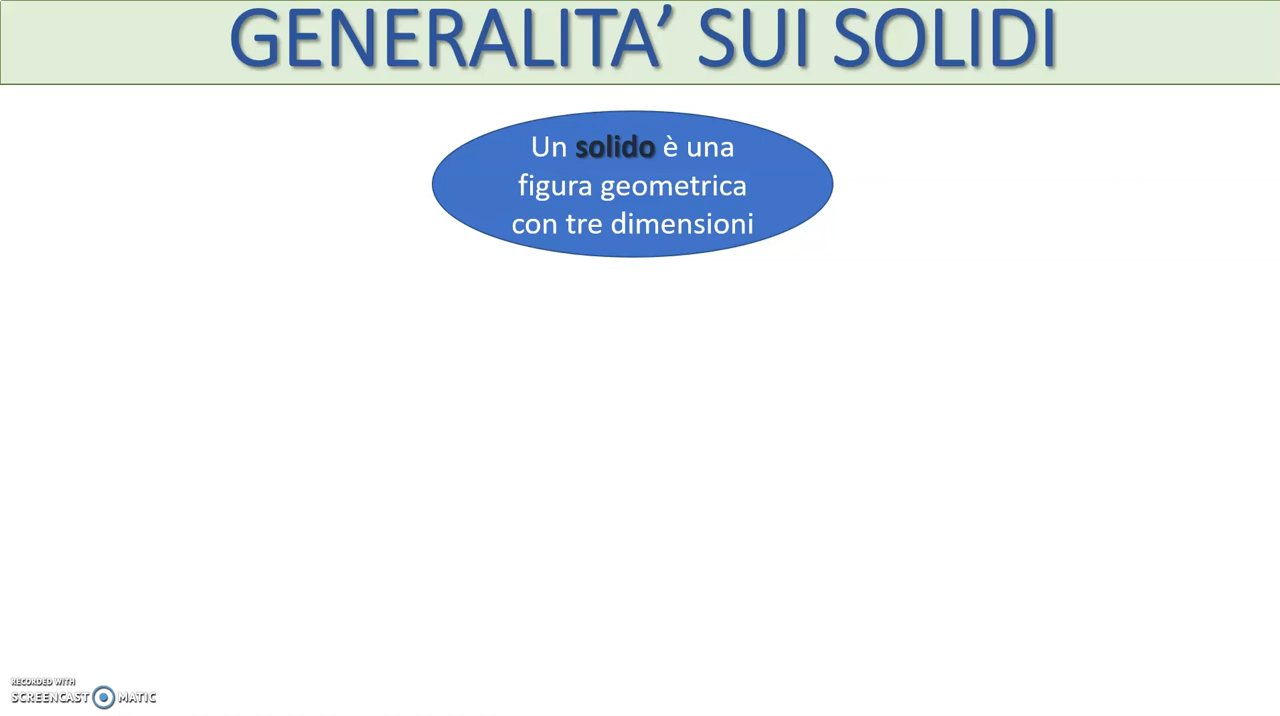 GENERALITA’ SUI SOLIDI
Un solido è una
figura geometrica
con tre dimensioni
RECORDED WITH
SCREENCAST MATIC